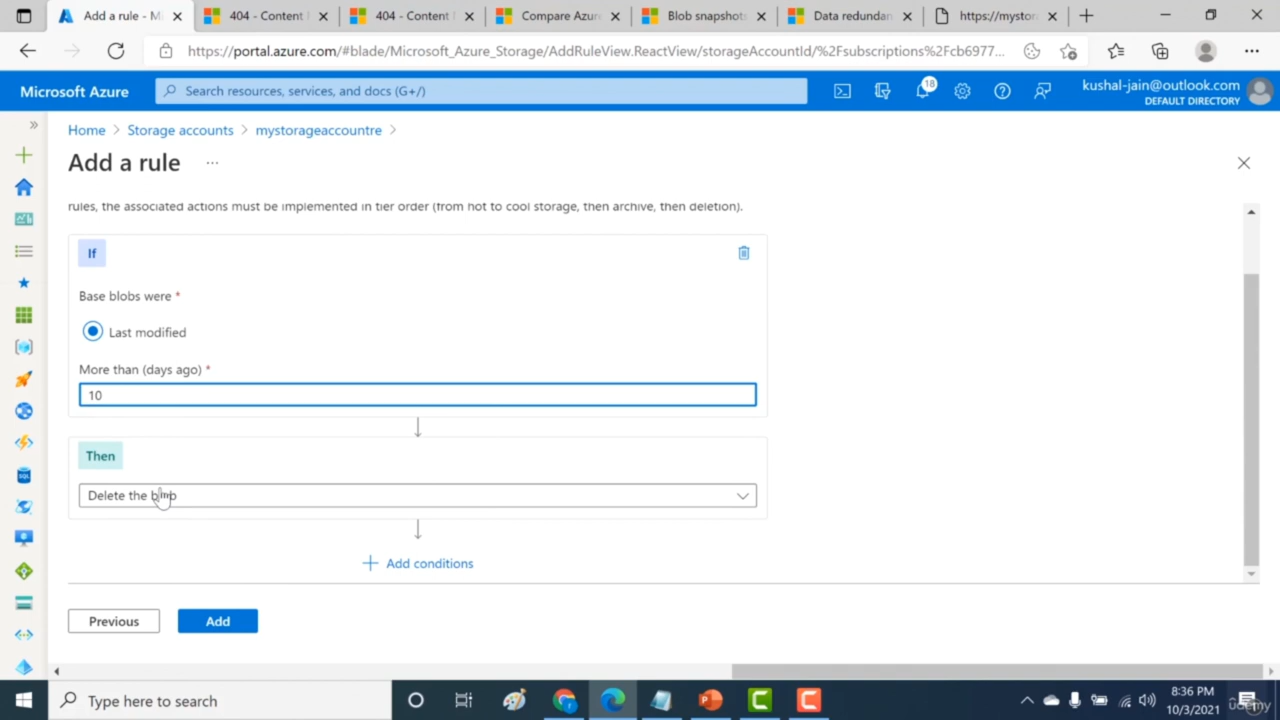 Add a rule - Mi
404 - Content
404 - Content
Compare Azur
Blob snapshots
Data redundan
https://mystor
https://portal.azure.com/#blade/Microsoft_Azure_Storage/AddRuleView.ReactView/storageAccountId/%2Fsubscriptions%2Fcb6977...
Microsoft Azure
Search resources, services, and docs (G+/)
18
kushal-jain@outlook.com
DEFAULT DIRECTORY
Home > Storage accounts > mystorageaccountre >
Add a rule ...
rules, the associated actions must be implemented in tier order (from hot to cool storage, then archive, then deletion).
If
Base blobs were *
Last modified
More than (days ago) *
10
Then
Delete the blob
+ Add conditions
Previous
Add
SQL
Type here to search
8:36 PM
10/3/2021
udemy